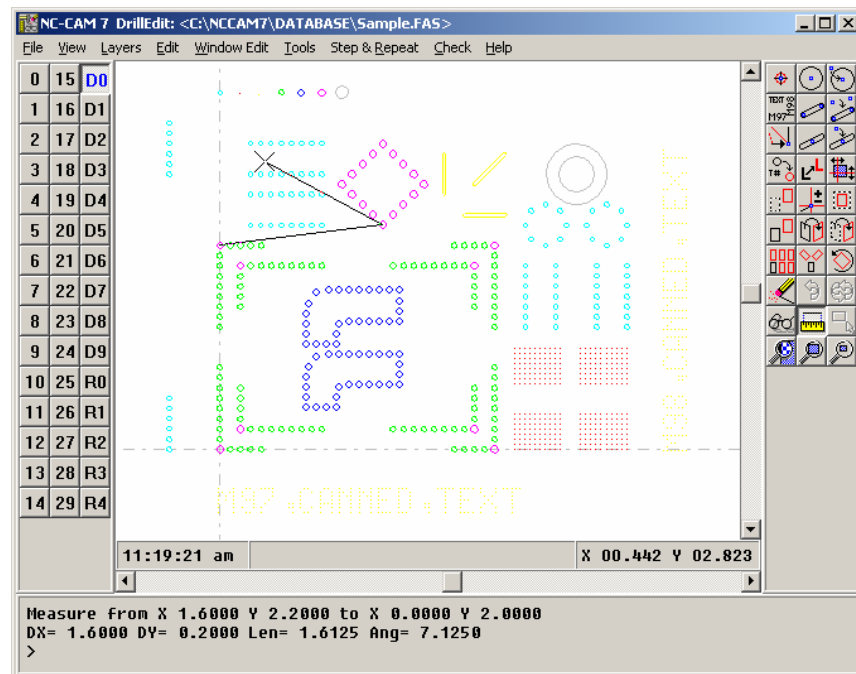 NC-CAM 7 DrillEdit: <C:\NCCAM7\DATABASE\Sample.FAS>
File View Layers Edit Window Edit Tools Step & Repeat Check Help
0 15 D0
1 16 D1
2 17 D2
3 18 D3
4 19 D4
5 20 D5
6 21 D6
7 22 D7
8 23 D8
9 24 D9
10 25 R0
11 26 R1
12 27 R2
13 28 R3
14 29 R4
TEXT M98
M97
T#
M98,CANNED,TEXT
M97,CANNED,TEXT
11:19:21 am
X 00.442 Y 02.823
Measure from X 1.6000 Y 2.2000 to X 0.0000 Y 2.0000
DX= 1.6000 DY= 0.2000 Len= 1.6125 Ang= 7.1250
>